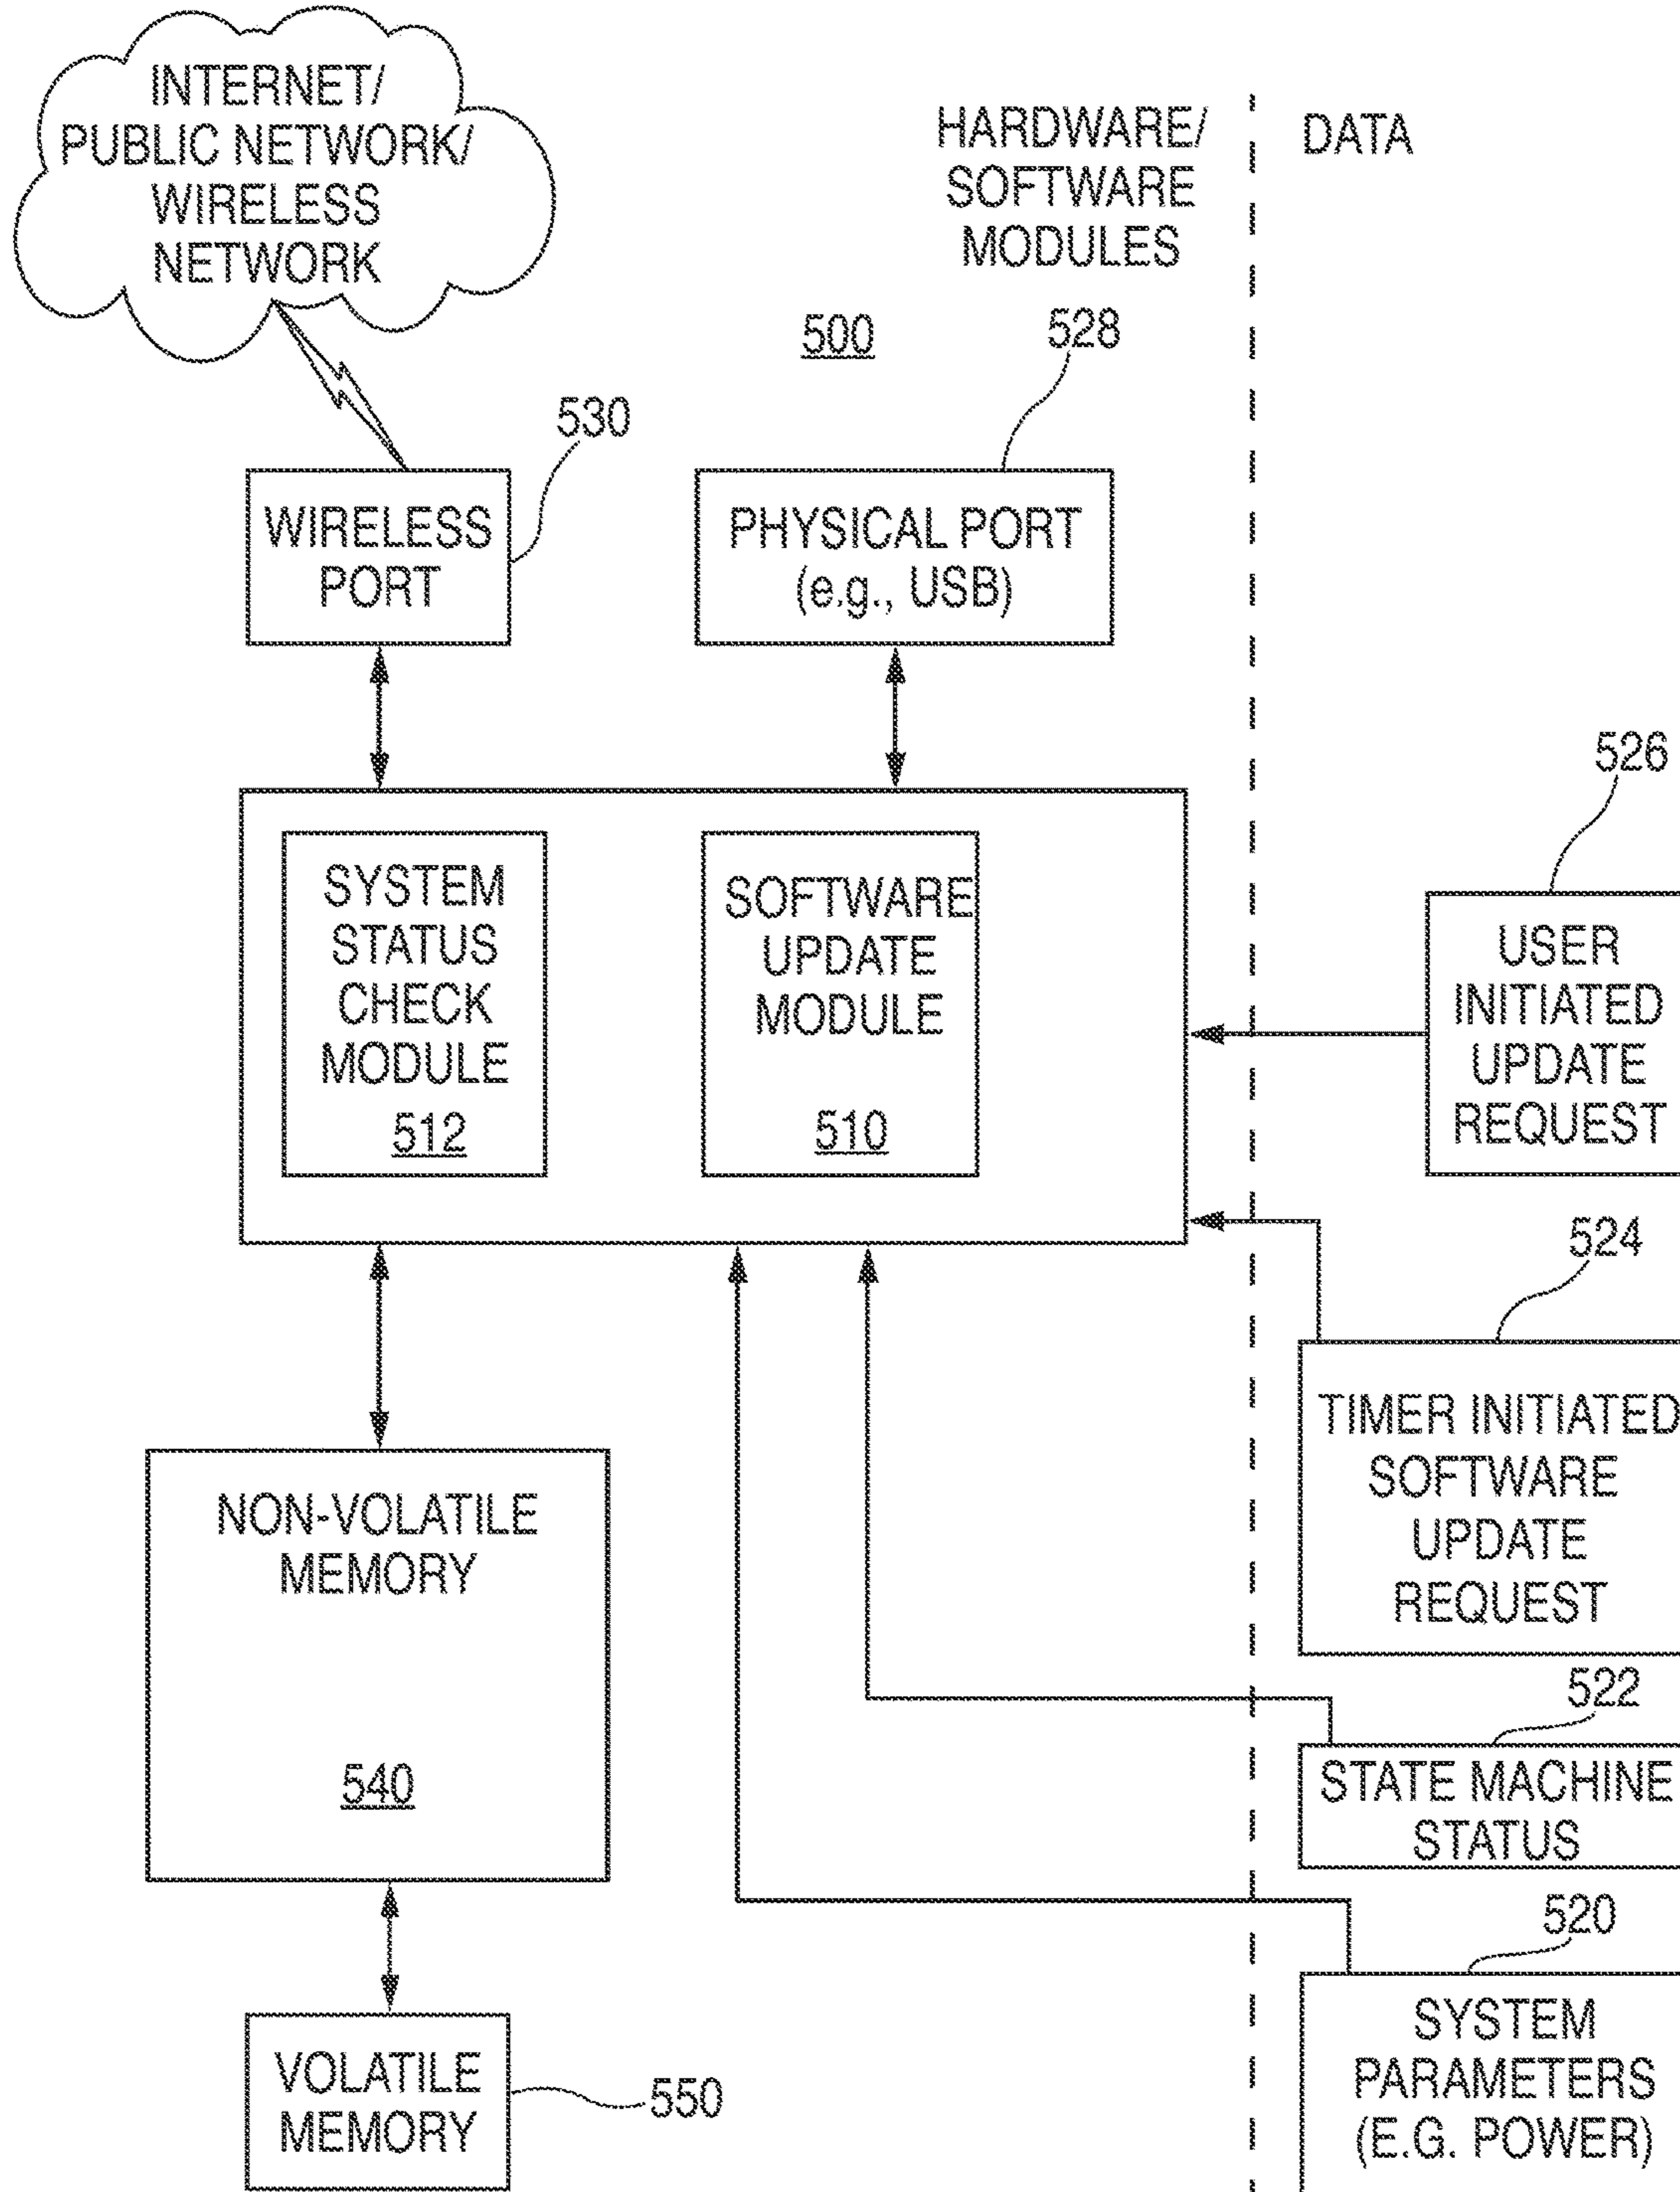 INTERNET/
PUBLIC NETWORK/
WIRELESS
NETWORK
HARDWARE/
SOFTWARE
MODULES
DATA
500
528
530
WIRELESS
PORT
PHYSICAL PORT
(e.g., USB)
526
SYSTEM
STATUS
CHECK
MODULE
512
SOFTWARE
UPDATE
MODULE
510
USER
INITIATED
UPDATE
REQUEST
524
TIMER INITIATED
SOFTWARE
UPDATE
REQUEST
NON-VOLATILE
MEMORY
540
522
STATE MACHINE
STATUS
520
SYSTEM
PARAMETERS
(E.G. POWER)
VOLATILE
MEMORY
550